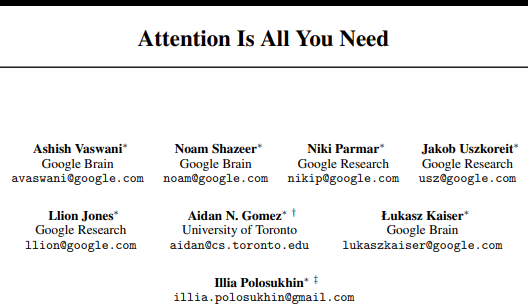 Attention Is All You Need
Ashish Vaswani* Noam Shazeer* Niki Parmar* Jakob Uszkoreit*
Google Brain Google Brain Google Research Google Research
avaswani@google.com noam@google.com nikip@google.com usz@google.com
Llion Jones* Aidan N. Gomez* † Łukasz Kaiser*
Google Research University of Toronto Google Brain
llion@google.com aidan@cs.toronto.edu lukaszkaiser@google.com
Illia Polosukhin* ‡
illia.polosukhin@gmail.com